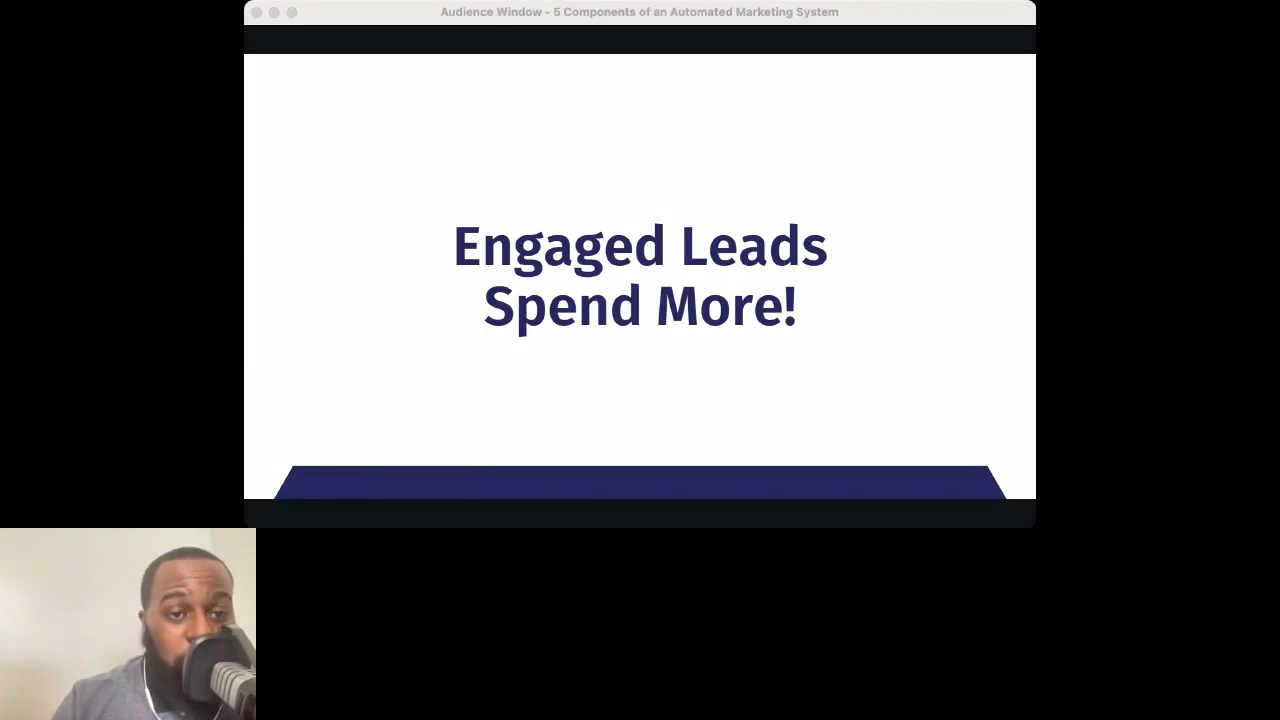 Audience Window - 5 Components of an Automated Marketing System
Engaged Leads
Spend More!